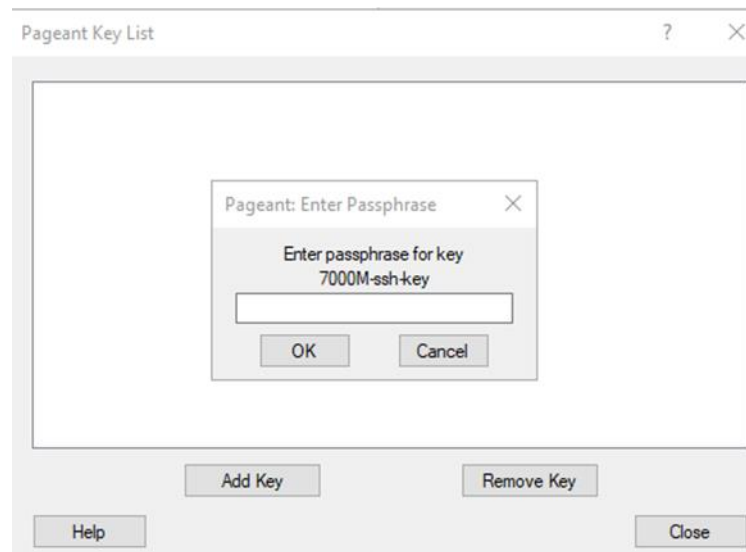 Pageant Key List ? ×
Pageant: Enter Passphrase ×
Enter passphrase for key
7000M-ssh-key
OK Cancel
Add Key Remove Key
Help Close